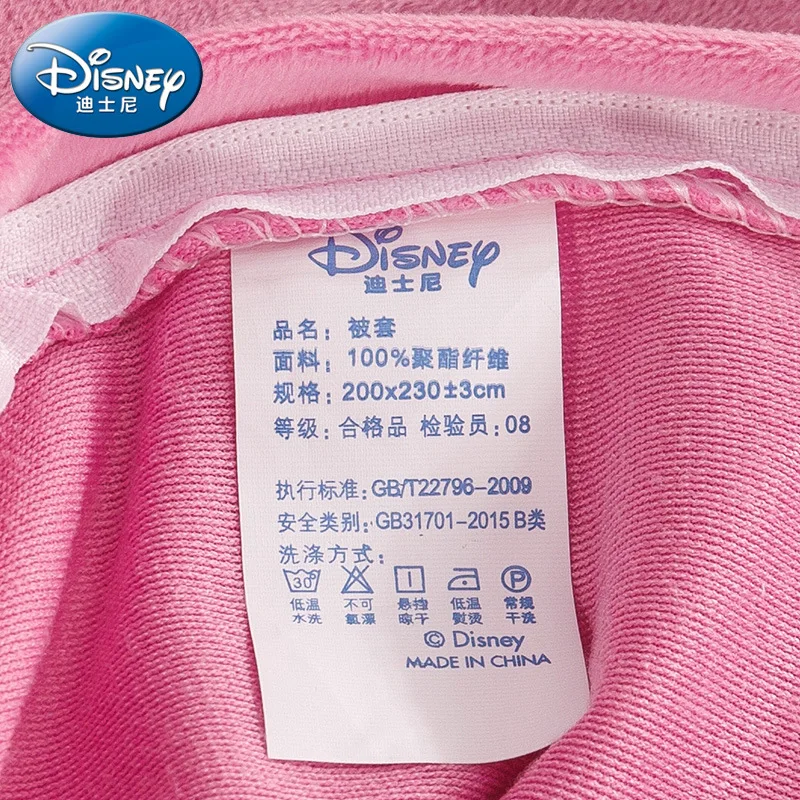 Disney
迪士尼
Disney
迪士尼
品名：被套
面料：100%聚酯纤维
规格：200x230±3cm
等级：合格品 检验员：08
执行标准：GB/T22796-2009
安全类别：GB31701-2015 B类
洗涤方式：
30° P
低温 不可 悬挂 低温 常规
水洗 氯漂 晾干 熨烫 干洗
© Disney
MADE IN CHINA